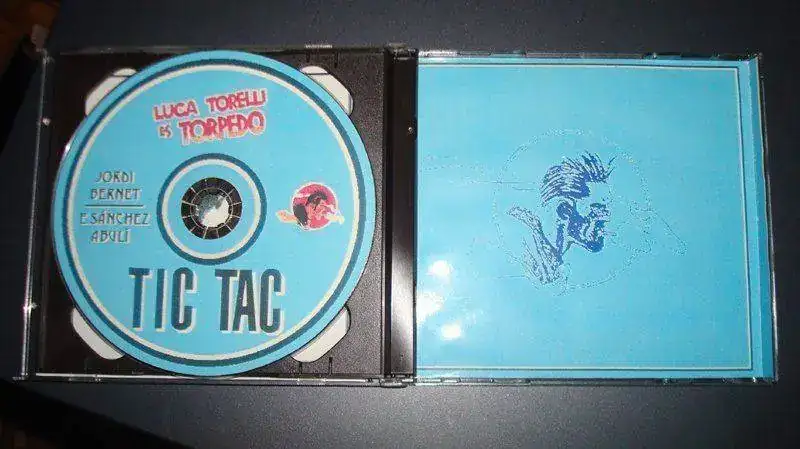 LUCA TORELLI
ES TORPEDO
JORDI
BERNET
E.SÁNCHEZ
ABULÍ
TIC TAC